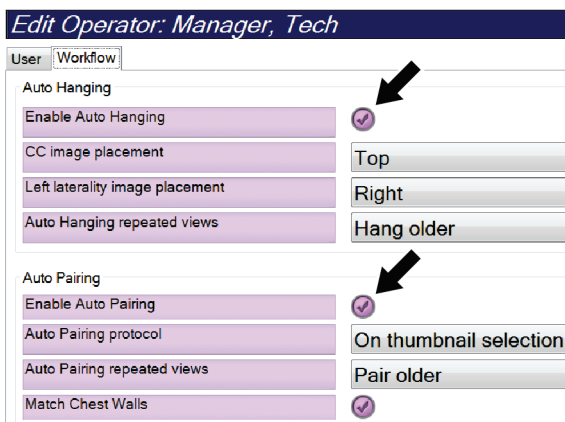 Edit Operator: Manager, Tech
User Workflow
Auto Hanging
Enable Auto Hanging
CC image placement Top
Left laterality image placement Right
Auto Hanging repeated views Hang older
Auto Pairing
Enable Auto Pairing
Auto Pairing protocol On thumbnail selection
Auto Pairing repeated views Pair older
Match Chest Walls